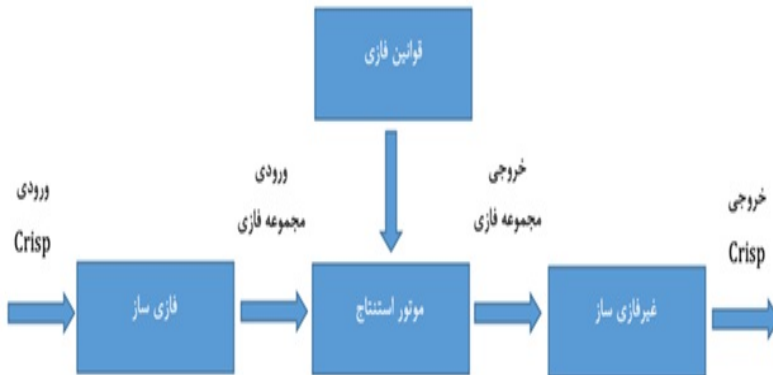 قوانین فازی
ورودی
Crisp
ورودی
مجموعه فازی
خروجی
مجموعه فازی
خروجی
Crisp
فازی ساز
موتور استنتاج
غیرفازی ساز